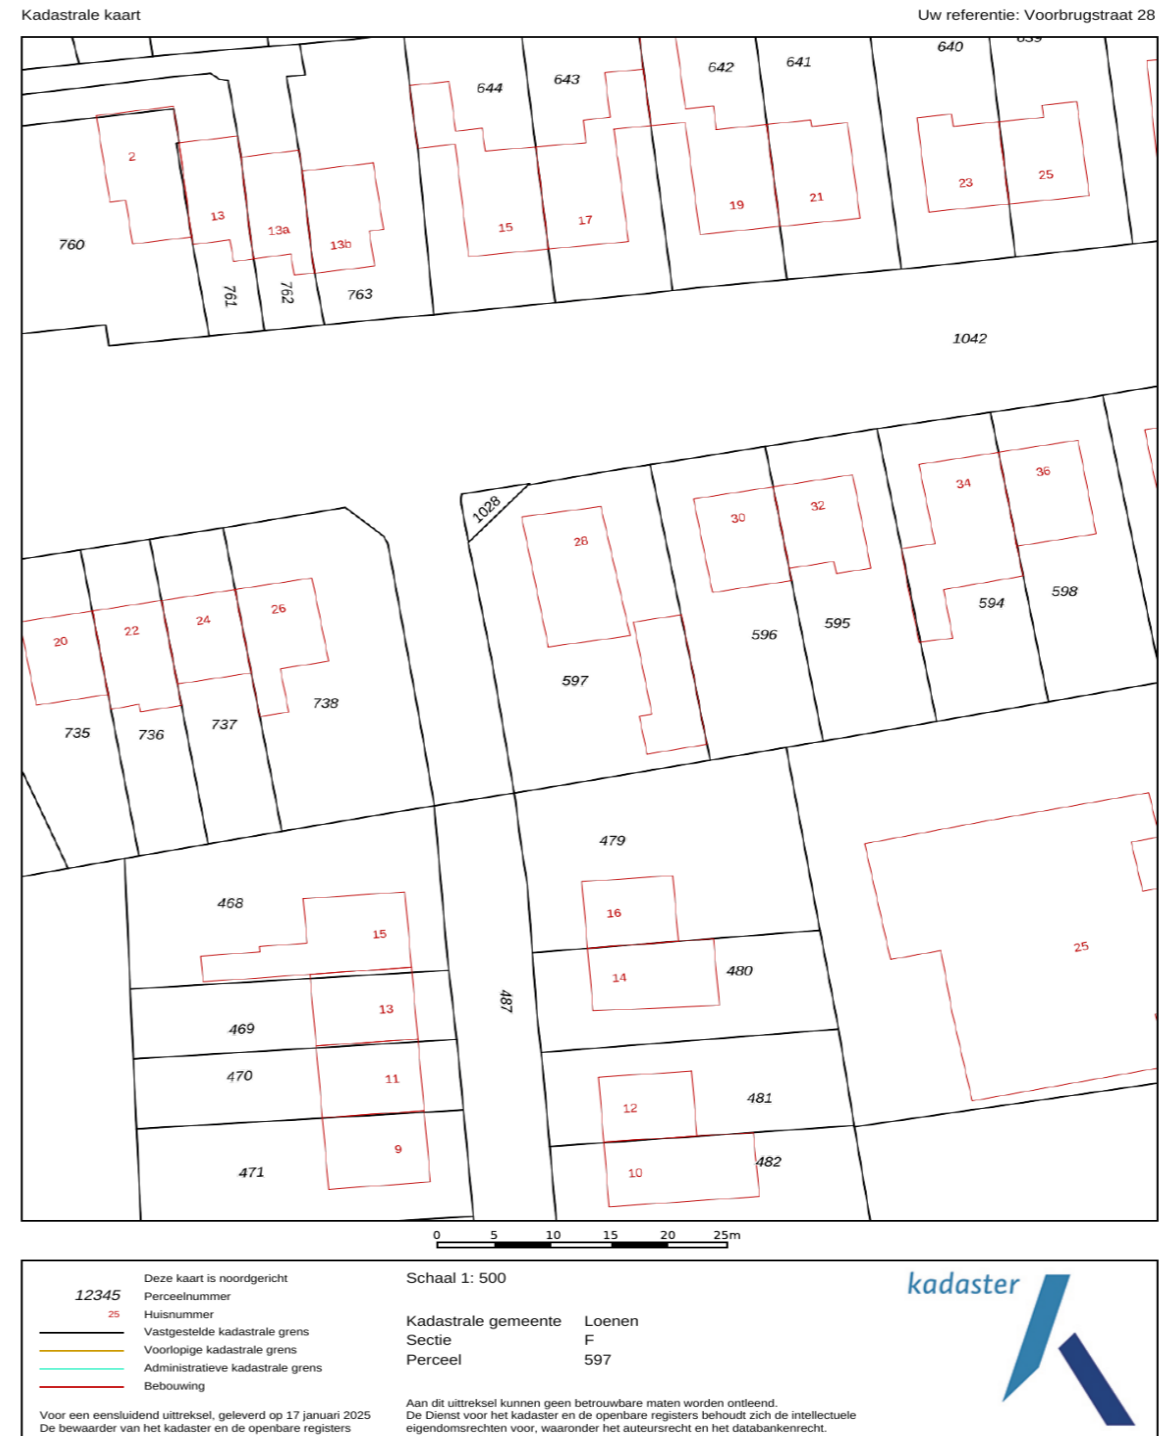 Kadastrale kaart
Uw referentie: Voorbrugstraat 28
640
642
641
644
643
2
25
23
21
13
19
17
15
13a
13b
760
761
762
763
1042
36
34
32
1028
30
28
598
594
26
24
595
22
596
20
597
738
737
736
735
479
468
16
15
25
480
14
487
13
469
470
11
481
12
9
482
471
10
0 5 10 15 20 25m
Deze kaart is noordgericht
12345 Perceelnummer
25 Huisnummer
Vastgestelde kadastrale grens
Voorlopige kadastrale grens
Administratieve kadastrale grens
Bebouwing
Voor een eensluidend uittreksel, geleverd op 17 januari 2025
De bewaarder van het kadaster en de openbare registers
Schaal 1: 500
Kadastrale gemeente Loenen
Sectie F
Perceel 597
Aan dit uittreksel kunnen geen betrouwbare maten worden ontleend.
De Dienst voor het kadaster en de openbare registers behoudt zich de intellectuele
eigendomsrechten voor, waaronder het auteursrecht en het databankenrecht.
kadaster